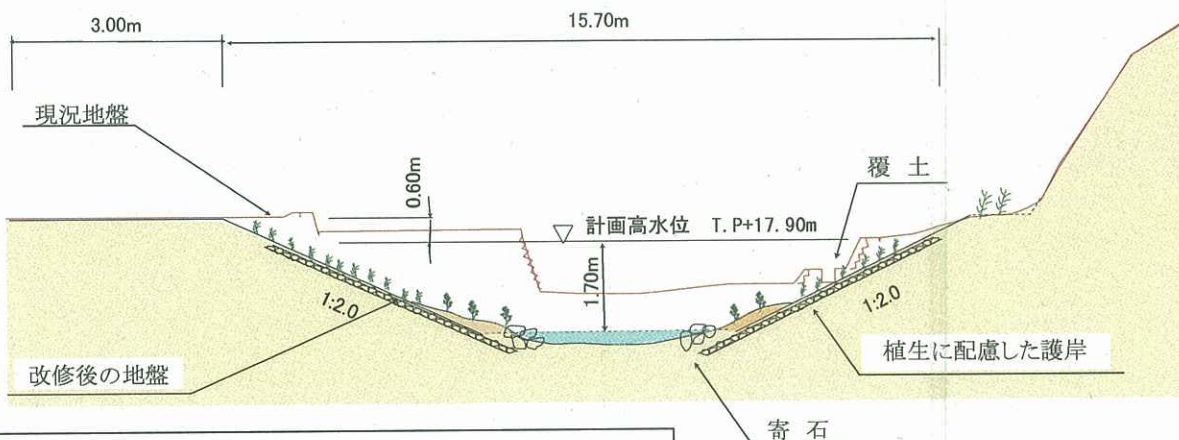 3.00m
15.70m
現況地盤
0.60m
覆 土
計画高水位 T.P+17.90m
1.70m
1:2.0
1:2.0
植生に配慮した護岸
改修後の地盤
寄 石